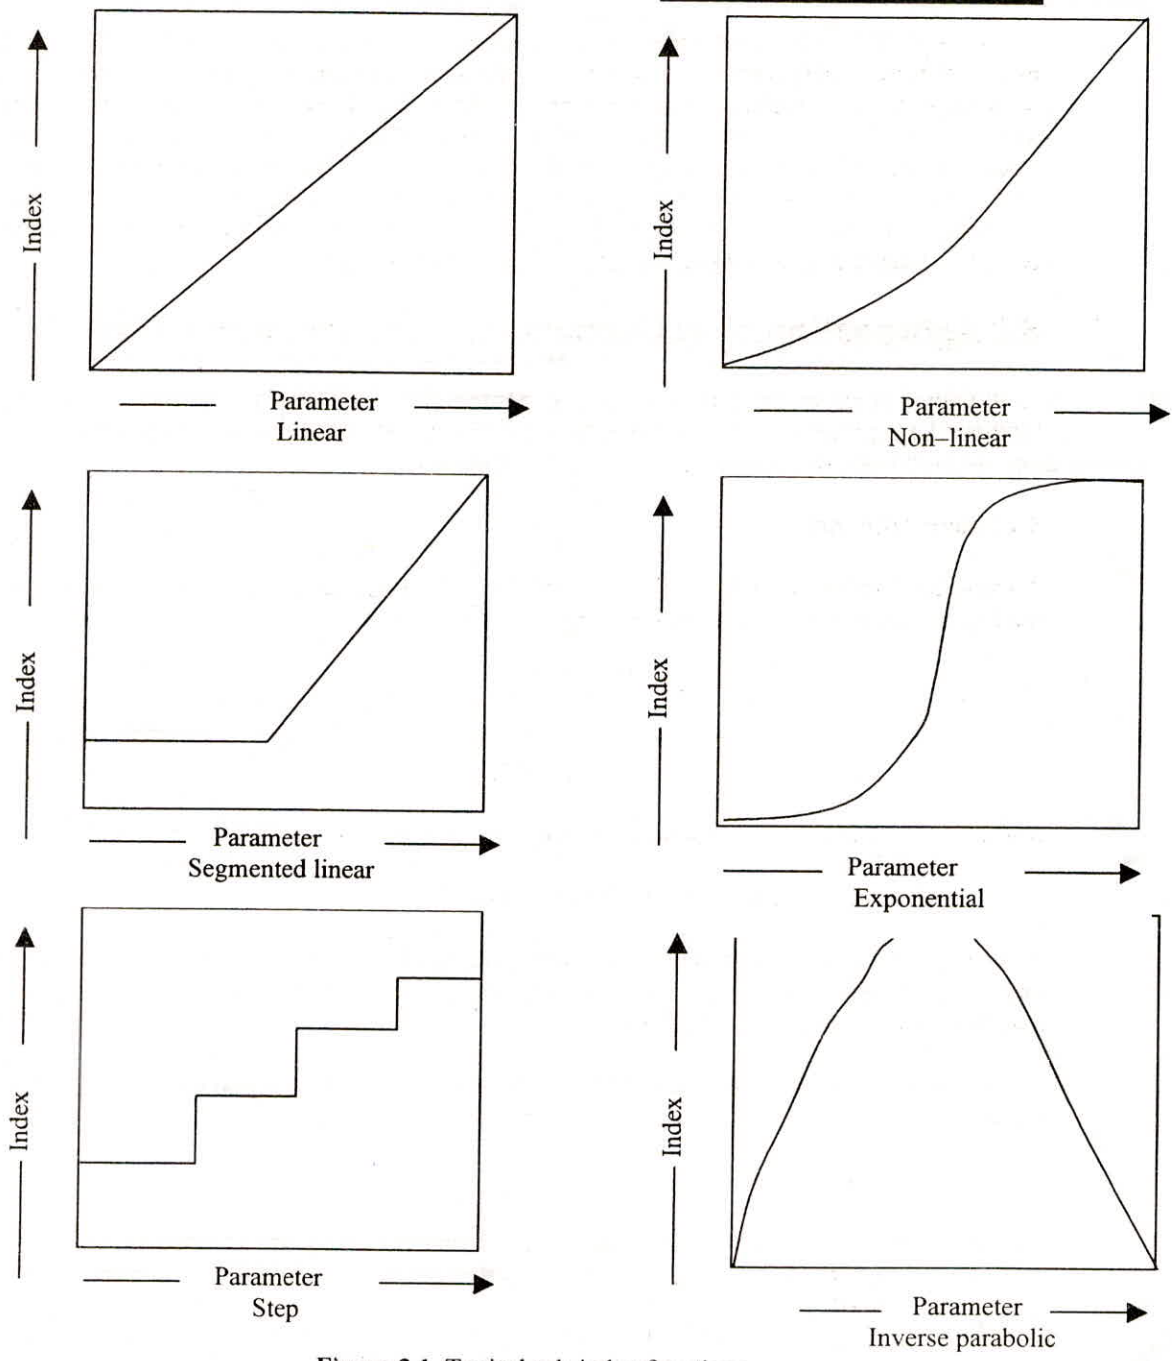 Index
Parameter
Linear
Index
Parameter
Non–linear
Index
Parameter
Segmented linear
Index
Parameter
Exponential
Index
Parameter
Step
Index
Parameter
Inverse parabolic